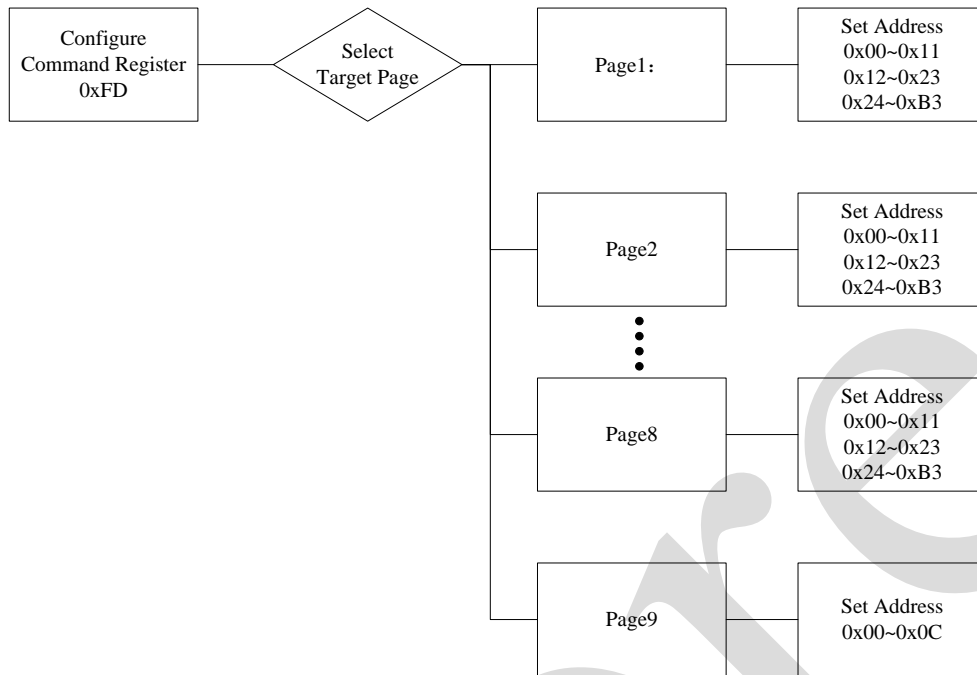 Configure
Command Register
0xFD
Select
Target Page
Page1：
Set Address
0x00~0x11
0x12~0x23
0x24~0xB3
Page2
Set Address
0x00~0x11
0x12~0x23
0x24~0xB3
Page8
Set Address
0x00~0x11
0x12~0x23
0x24~0xB3
Page9
Set Address
0x00~0x0C